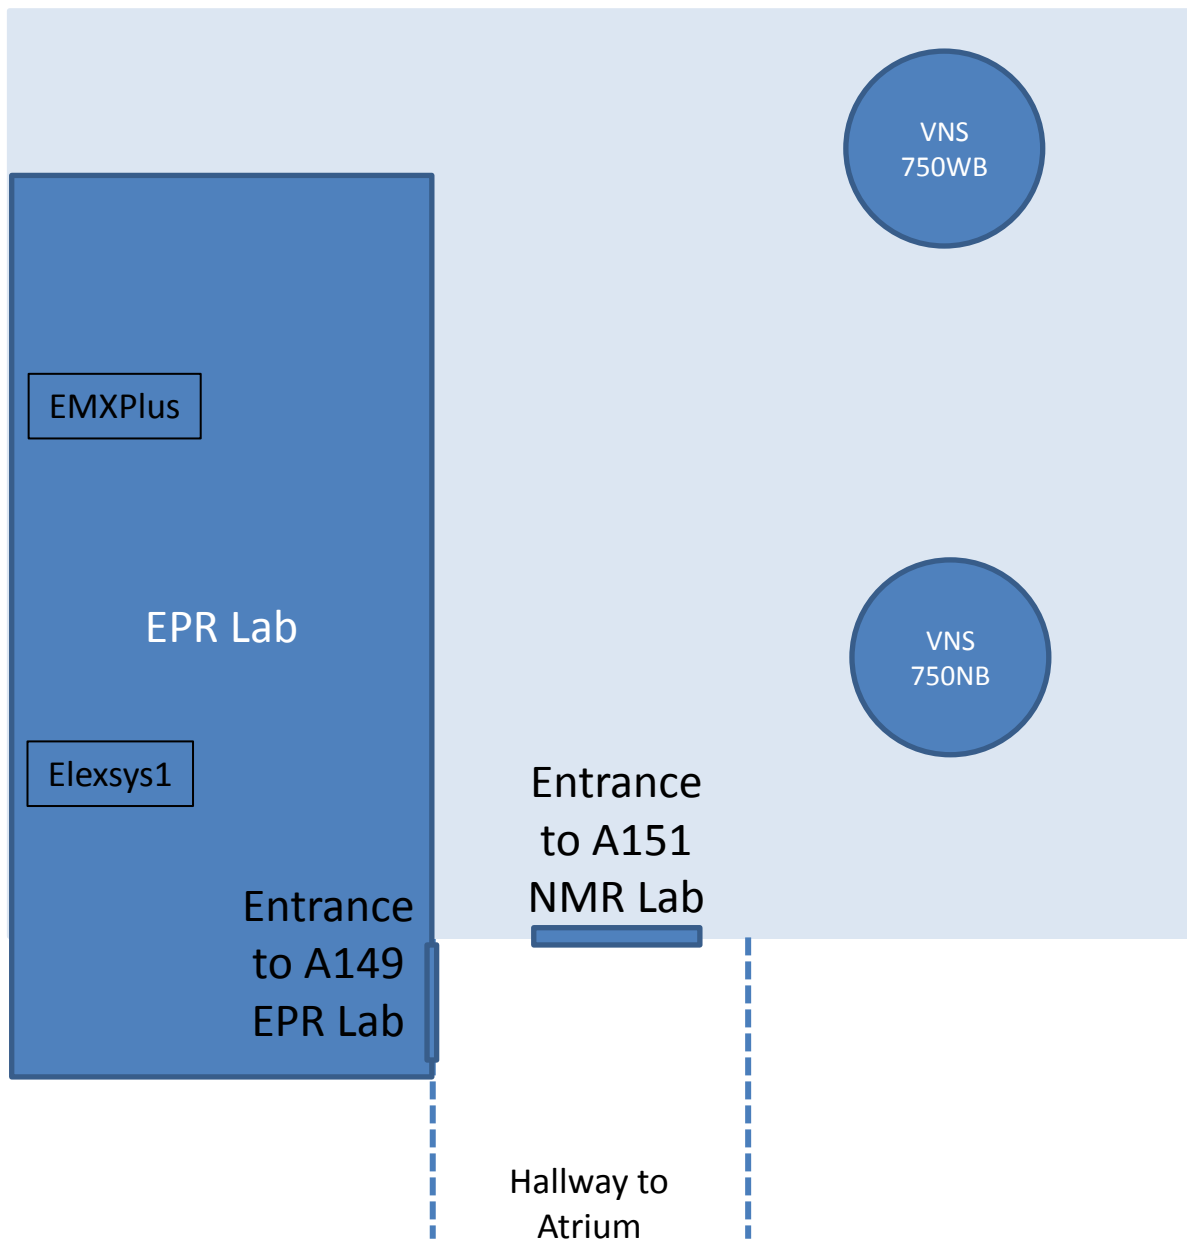 VNS
750WB
EMXPlus
EPR Lab
VNS
750NB
Elexsys1
Entrance
to A151
NMR Lab
Entrance
to A149
EPR Lab
Hallway to
Atrium